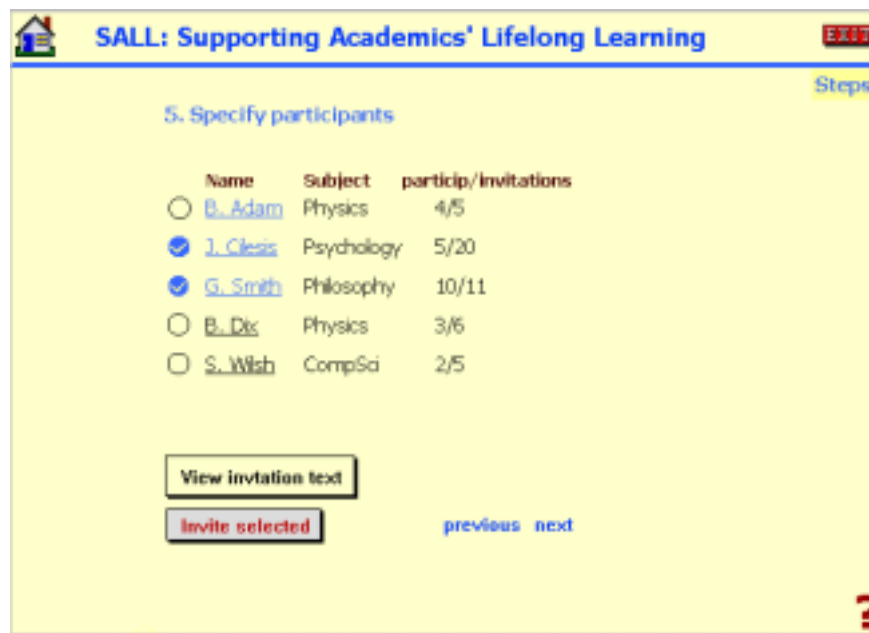 SALL: Supporting Academics' Lifelong Learning EXIT
Steps
5. Specify participants
Name Subject particip/invitations
B. Adam Physics 4/5
J. Cilesis Psychology 5/20
G. Smith Philosophy 10/11
B. Dix Physics 3/6
S. Wilsh CompSci 2/5
View invtation text
Invite selected previous next
?